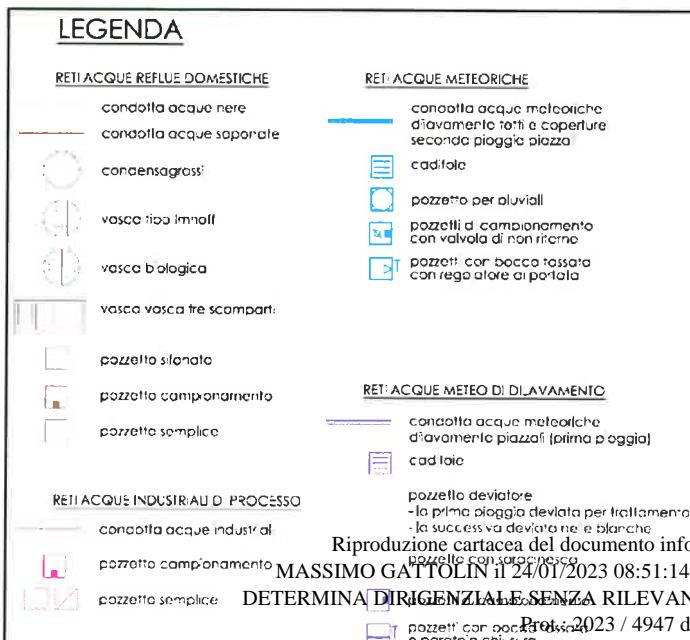 LEGENDA
RETI ACQUE REFLUE DOMESTICHE
condotta acque nere
condotta acque saponate
condensagrassi
vasca tipo Imhoff
vasca biologica
vasca vasca tre scomparti
pozzetto sifonato
pozzetto campionamento
pozzetto semplice
RETI ACQUE INDUSTRIALI DI PROCESSO
condotta acque industriali
pozzetto campionamento
pozzetto semplice
RETI ACQUE METEORICHE
condotta acque meteoriche
dilavamento tetti e coperture
seconda pioggia piazzal
caditoie
pozzetto per pluviali
pozzetti di campionamento
con valvola di non ritorno
pozzetti con bocca tassata
con regolatore di portata
RETI ACQUE METEO DI DILAVAMENTO
condotta acque meteoriche
dilavamento piazzali (prima pioggia)
caditoie
pozzetto deviatore
- la prima pioggia deviata per trattamento
- la successiva deviata nelle bianche
pozzetto con saracinesca
pozzetti con bocca tassata
Riproduzione cartacea del documento info
MASSIMO GATTOLIN il 24/01/2023 08:51:14
DETERMINA DIRIGENZIALE SENZA RILEVAN
Prot.: 2023 / 4947 d